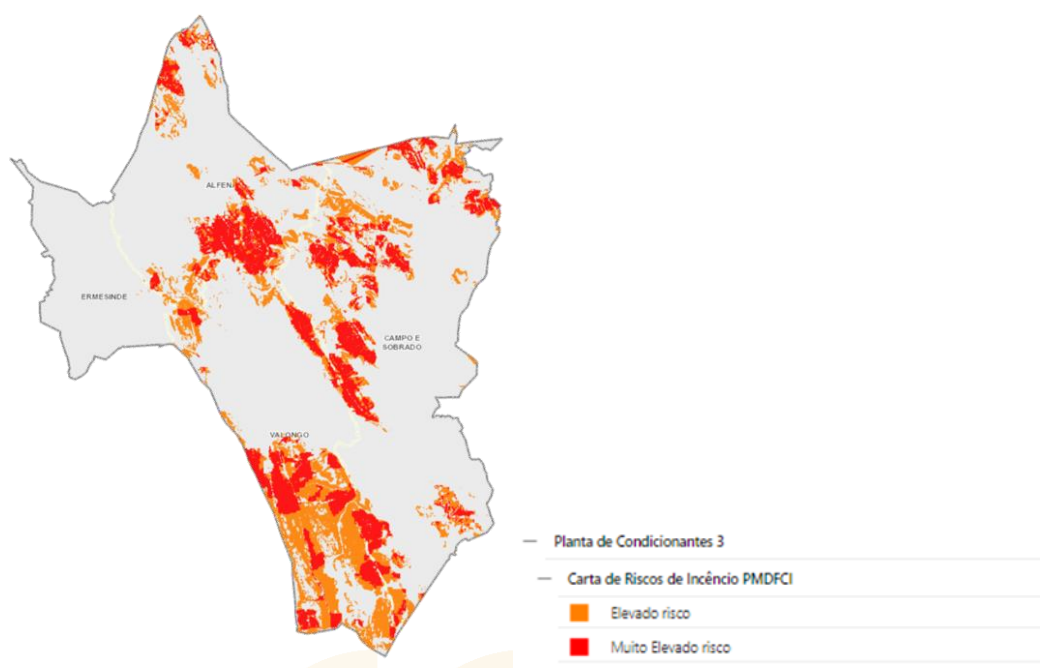 ALFENA
ERMESINDE
CAMPO E
SOBRADO
VALONGO
Planta de Condicionantes 3
Carta de Riscos de Incêncio PMDFCI
Elevado risco
Muito Elevado risco